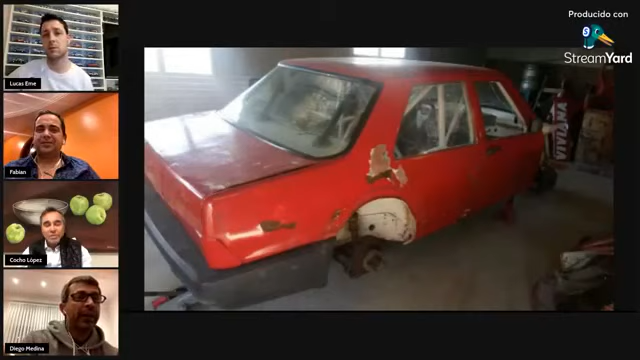 Producido con
StreamYard
Lucas Eme
Fabian
Cocho López
Diego Medina